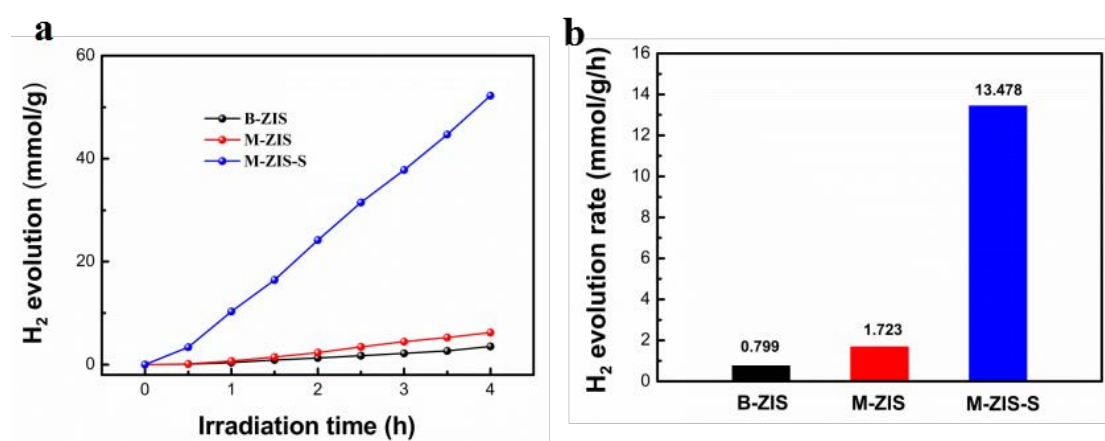 a
H₂ evolution (mmol/g)
60
40
20
0
B-ZIS
M-ZIS
M-ZIS-S
0 1 2 3 4
Irradiation time (h)
b
H₂ evolution rate (mmol/g/h)
16
14
12
10
8
6
4
2
0
0.799
1.723
13.478
B-ZIS M-ZIS M-ZIS-S